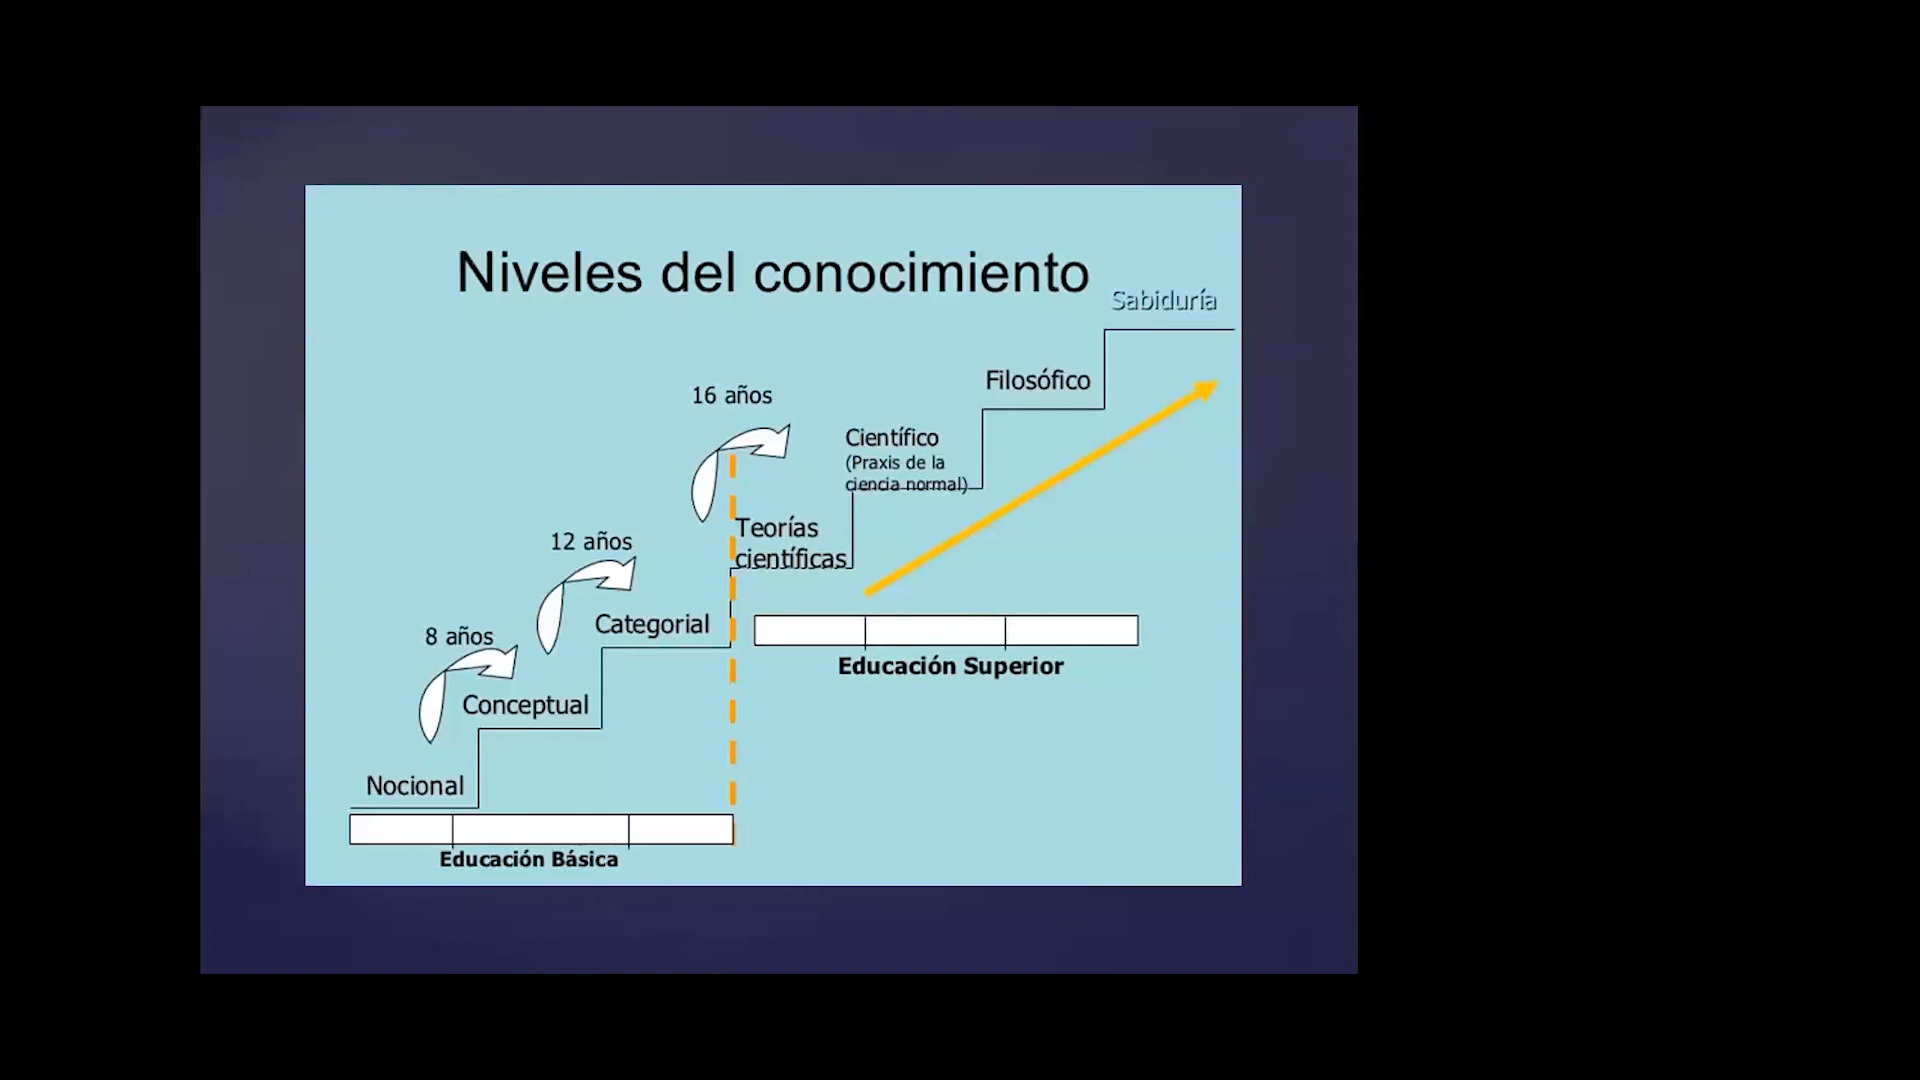 Niveles del conocimiento
Sabiduría
Filosófico
16 años
Científico
(Praxis de la
ciencia normal)
Teorías
científicas
12 años
Categorial
8 años
Conceptual
Educación Superior
Nocional
Educación Básica